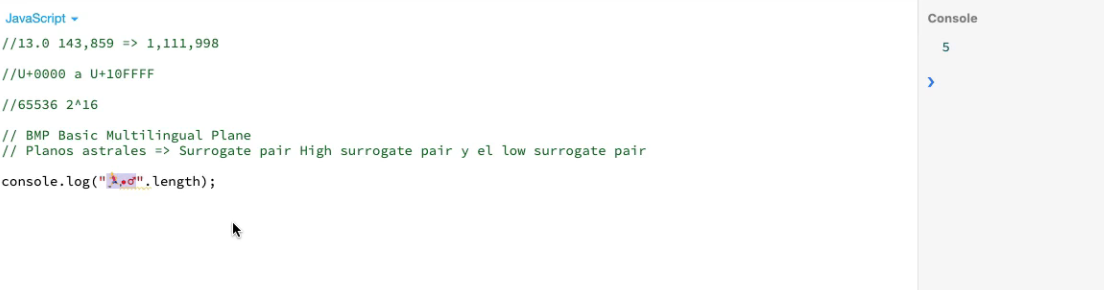 JavaScript
Console
//13.0 143,859 => 1,111,998
5
//U+0000 a U+10FFFF
//65536 2^16
// BMP Basic Multilingual Plane
// Planos astrales => Surrogate pair High surrogate pair y el low surrogate pair
console.log("".length);